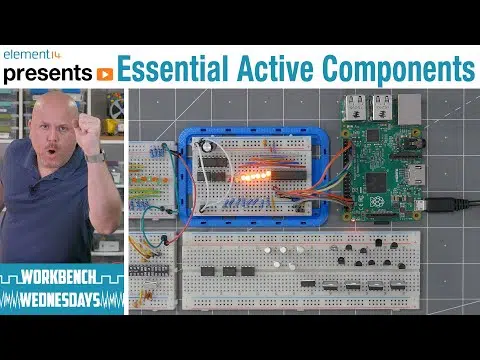 element14
presents
Essential Active Components
WORKBENCH
WEDNESDAYS